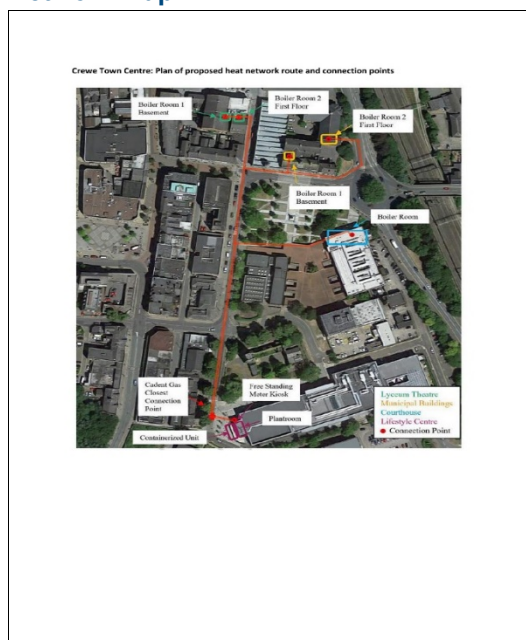 Crewe Town Centre: Plan of proposed heat network route and connection points
Boiler Room 1
Basement
Boiler Room 2
First Floor
Boiler Room 2
First Floor
Boiler Room 1
Basement
Boiler Room
Cadent Gas
Closest
Connection
Point
Free Standing
Meter Kiosk
Plantroom
Containerized Unit
Lyceum Theatre
Municipal Buildings
Courthouse
Lifestyle Centre
Connection Point